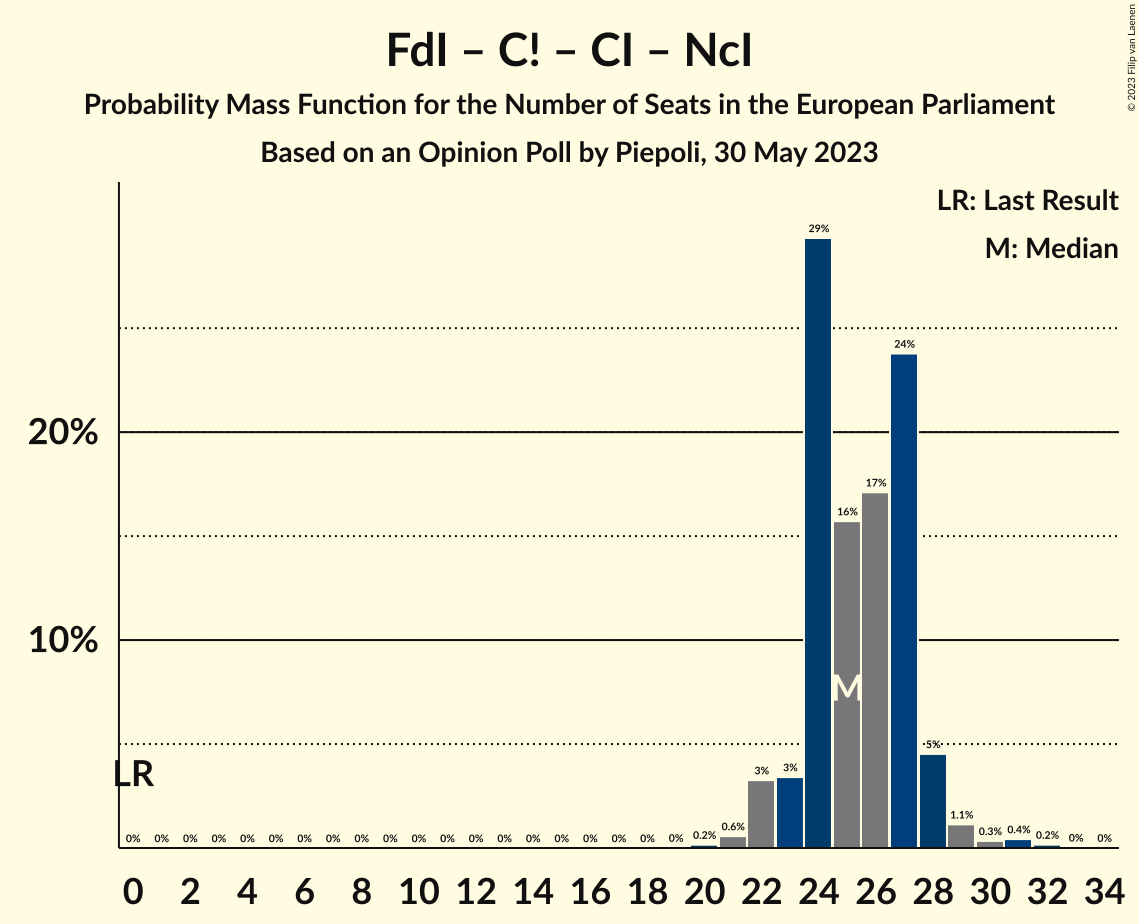 FdI – C! – CI – NcI
Probability Mass Function for the Number of Seats in the European Parliament
Based on an Opinion Poll by Piepoli, 30 May 2023
© 2023 Filip van Laenen
LR: Last Result
M: Median
20%
10%
LR
M
0% 0% 0% 0% 0% 0% 0% 0% 0% 0% 0% 0% 0% 0% 0% 0% 0% 0% 0% 0% 0.2% 0.6% 3% 3% 29% 16% 17% 24% 5% 1.1% 0.3% 0.4% 0.2% 0% 0%
0 2 4 6 8 10 12 14 16 18 20 22 24 26 28 30 32 34